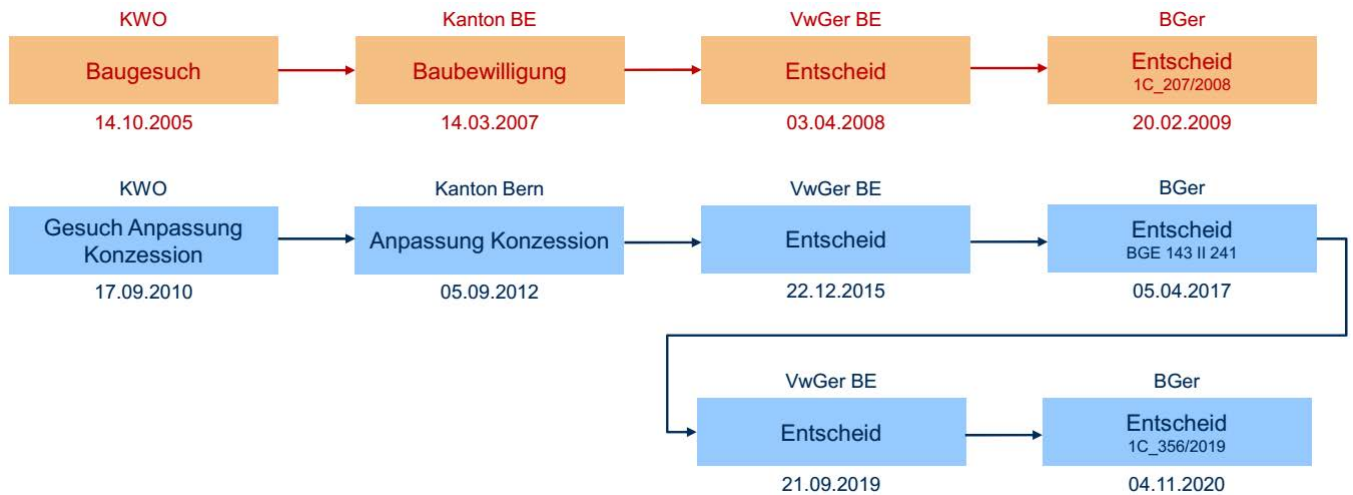 KWO
Kanton BE
VwGer BE
BGer
Baugesuch
Baubewilligung
Entscheid
Entscheid
1C_207/2008
14.10.2005
14.03.2007
03.04.2008
20.02.2009
KWO
Kanton Bern
VwGer BE
BGer
Gesuch Anpassung
Konzession
Anpassung Konzession
Entscheid
Entscheid
BGE 143 II 241
17.09.2010
05.09.2012
22.12.2015
05.04.2017
VwGer BE
BGer
Entscheid
Entscheid
1C_356/2019
21.09.2019
04.11.2020